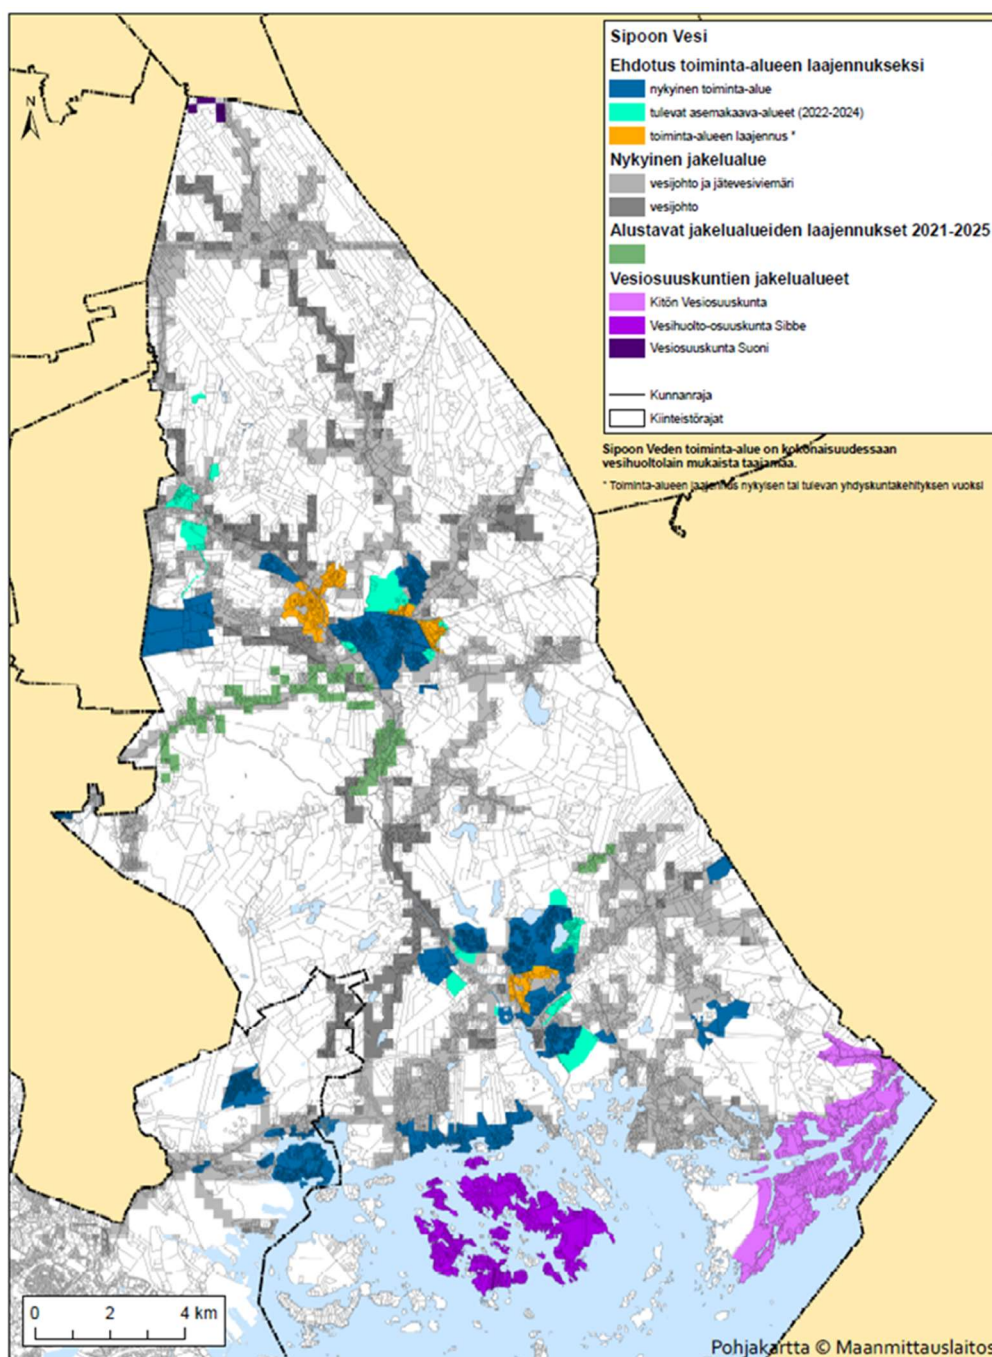 Sipoon Vesi
Ehdotus toiminta-alueen laajennukseksi
nykyinen toiminta-alue
tulevat asemakaava-alueet (2022-2024)
toiminta-alueen laajennus *
Nykyinen jakelualue
vesijohto ja jätevesiviemäri
vesijohto
Alustavat jakelualueiden laajennukset 2021-2025
Vesiosuuskuntien jakelualueet
Kitön Vesiosuuskunta
Vesihuolto-osuuskunta Sibbe
Vesiosuuskunta Suoni
Kunnanraja
Kiinteistörajat
Sipoon Veden toiminta-alue on kokonaisuudessaan
vesihuoltolain mukaista taajamaa.
* Toiminta-alueen laajennus nykyisen tai tulevan yhdyskuntakehityksen vuoksi
N
0 2 4 km
Pohjakartta © Maanmittauslaitos